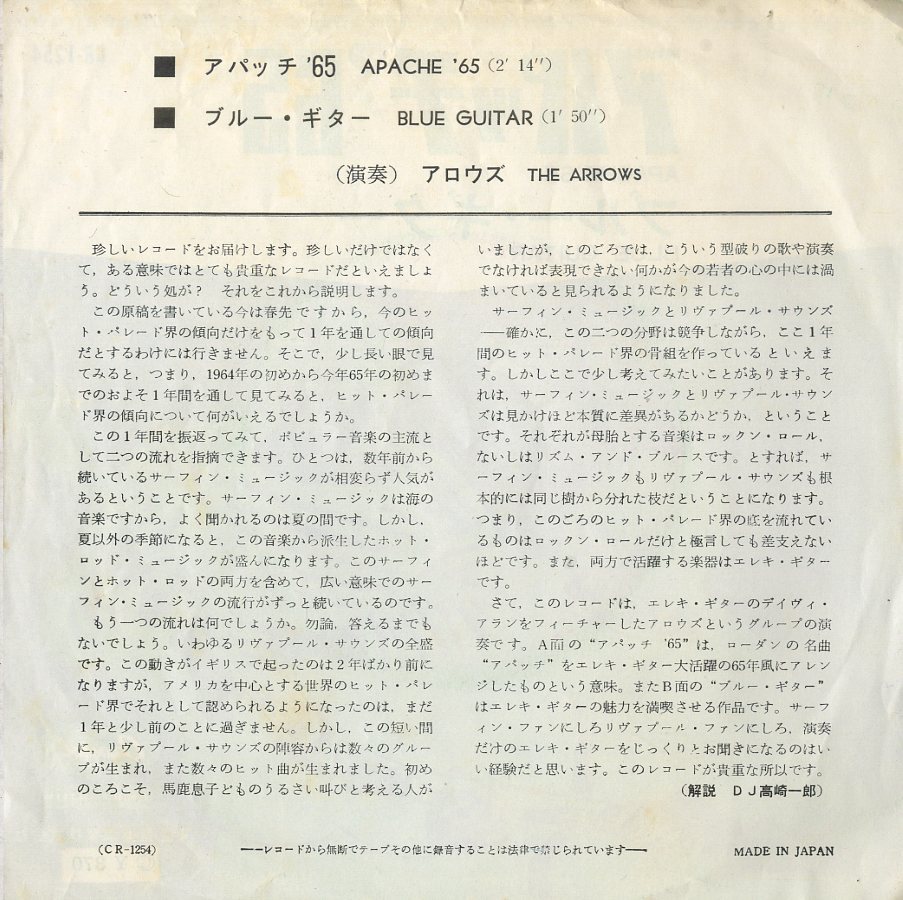 ■ アパッチ '65 APACHE '65 (2' 14'')
■ ブルー・ギター BLUE GUITAR (1' 50'')
（演奏） アロウズ THE ARROWS
珍しいレコードをお届けします。珍しいだけではなく
て，ある意味ではとても貴重なレコードだといえましょ
う。どういう処が？ それをこれから説明します。
この原稿を書いている今は春先ですから，今のヒッ
ト・パレード界の傾向だけをもって１年を通しての傾向
だとするわけには行きません。そこで，少し長い眼で見
てみると，つまり，1964年の初めから今年65年の初めま
でのおよそ１年間を通して見てみると，ヒット・パレー
ド界の傾向について何がいえるでしょうか。
この１年間を振返ってみて，ポピュラー音楽の主流と
して二つの流れを指摘できます。ひとつは，数年前から
続いているサーフィン・ミュージックが相変らず人気が
あるということです。サーフィン・ミュージックは海の
音楽ですから，よく聞かれるのは夏の間です。しかし，
夏以外の季節になると，この音楽から派生したホット・
ロッド・ミュージックが盛んになります。このサーフィ
ンとホット・ロッドの両方を含めて，広い意味でのサー
フィン・ミュージックの流行がずっと続いているのです。
もう一つの流れは何でしょうか。勿論，答えるまでも
ないでしょう。いわゆるリヴァプール・サウンズの全盛
です。この動きがイギリスで起ったのは２年ばかり前に
なりますが，アメリカを中心とする世界のヒット・パレ
ード界でそれとして認められるようになったのは，まだ
１年と少し前のことに過ぎません。しかし，この短い間
に，リヴァプール・サウンズの陣容からは数々のグルー
プが生まれ，また数々のヒット曲が生まれました。初め
のころこそ，馬鹿息子どものうるさい叫びと考える人が
いましたが，このごろでは，こういう型破りの歌や演奏
でなければ表現できない何かが今の若者の心の中には渦
まいていると見られるようになりました。
サーフィン・ミュージックとリヴァプール・サウンズ
――確かに，この二つの分野は競争しながら，ここ１年
間のヒット・パレード界の骨組を作っているといえま
す。しかしここで少し考えてみたいことがあります。そ
れは，サーフィン・ミュージックとリヴァプール・サウン
ズは見かけほど本質に差異があるかどうか，ということ
です。それぞれが母胎とする音楽はロックン・ロール，
ないしはリズム・アンド・ブルースです。とすれば，サ
ーフィン・ミュージックもリヴァプール・サウンズも根
本的には同じ樹から分れた枝だということになります。
つまり，このごろのヒット・パレード界の底を流れてい
るものはロックン・ロールだけと極言しても差支えない
ほどです。また，両方で活躍する楽器はエレキ・ギター
です。
さて，このレコードは，エレキ・ギターのデイヴィ・
アランをフィーチャーしたアロウズというグループの演
奏です。Ａ面の“アパッチ '65”は，ローダンの名曲
“アパッチ”をエレキ・ギター大活躍の65年風にアレン
ジしたものという意味。またＢ面の“ブルー・ギター”
はエレキ・ギターの魅力を満喫させる作品です。サーフ
ィン・ファンにしろリヴァプール・ファンにしろ，演奏
だけのエレキ・ギターをじっくりとお聞きになるのはい
い経験だと思います。このレコードが貴重な所以です。
（解説 ＤＪ高崎一郎）
(CR-1254)
――レコードから無断でテープその他に録音することは法律で禁じられています――
MADE IN JAPAN